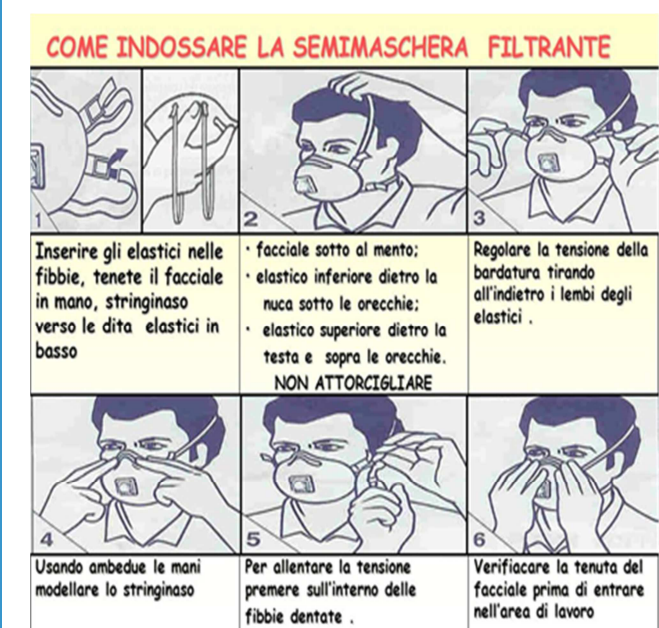 COME INDOSSARE LA SEMIMASCHERA FILTRANTE
1
Inserire gli elastici nelle
fibbie, tenete il facciale
in mano, stringinaso
verso le dita elastici in
basso
2
· facciale sotto al mento;
· elastico inferiore dietro la
nuca sotto le orecchie;
· elastico superiore dietro la
testa e sopra le orecchie.
NON ATTORCIGLIARE
3
Regolare la tensione della
bardatura tirando
all'indietro i lembi degli
elastici .
4
Usando ambedue le mani
modellare lo stringinaso
5
Per allentare la tensione
premere sull'interno delle
fibbie dentate .
6
Verifiacare la tenuta del
facciale prima di entrare
nell'area di lavoro